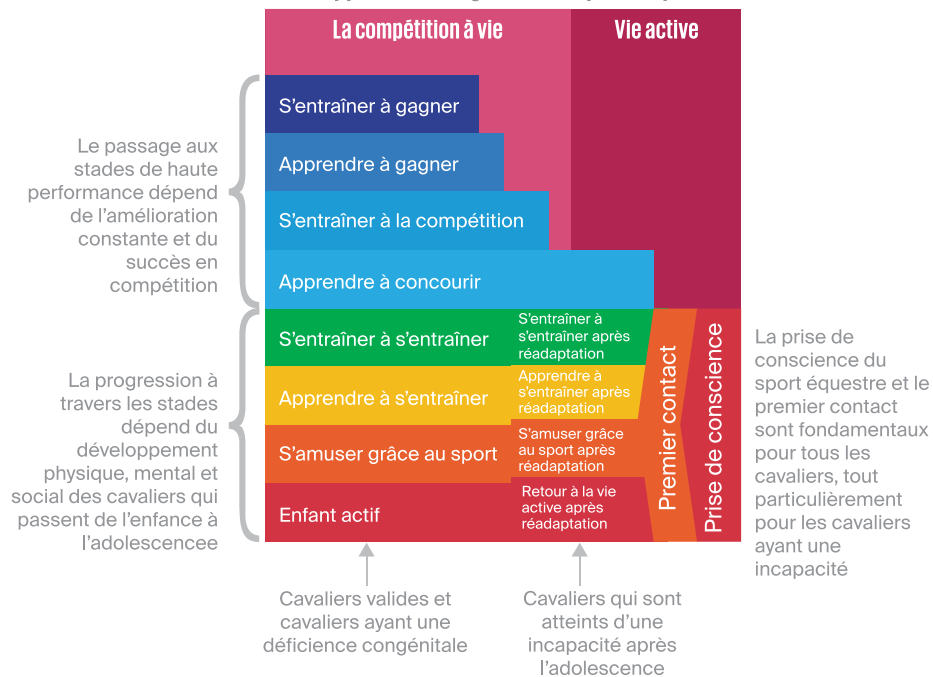 La compétition à vie
Vie active
S'entraîner à gagner
Apprendre à gagner
S'entraîner à la compétition
Apprendre à concourir
S'entraîner à s'entraîner
S'entraîner à
s'entraîner après
réadaptation
Apprendre à s'entraîner
Apprendre à
s'entraîner après
réadaptation
S'amuser grâce au sport
S'amuser grâce
au sport après
réadaptation
Enfant actif
Retour à la vie
active après
réadaptation
Premier contact
Prise de conscience
Le passage aux
stades de haute
performance dépend
de l'amélioration
constante et du
succès en
compétition
La progression à
travers les stades
dépend du
développement
physique, mental et
social des cavaliers qui
passent de l'enfance à
l'adolescencee
La prise de
conscience du
sport équestre et le
premier contact
sont fondamentaux
pour tous les
cavaliers, tout
particulièrement
pour les cavaliers
ayant une
incapacité
Cavaliers valides et
cavaliers ayant une
déficience congénitale
Cavaliers qui sont
atteints d'une
incapacité après
l'adolescence